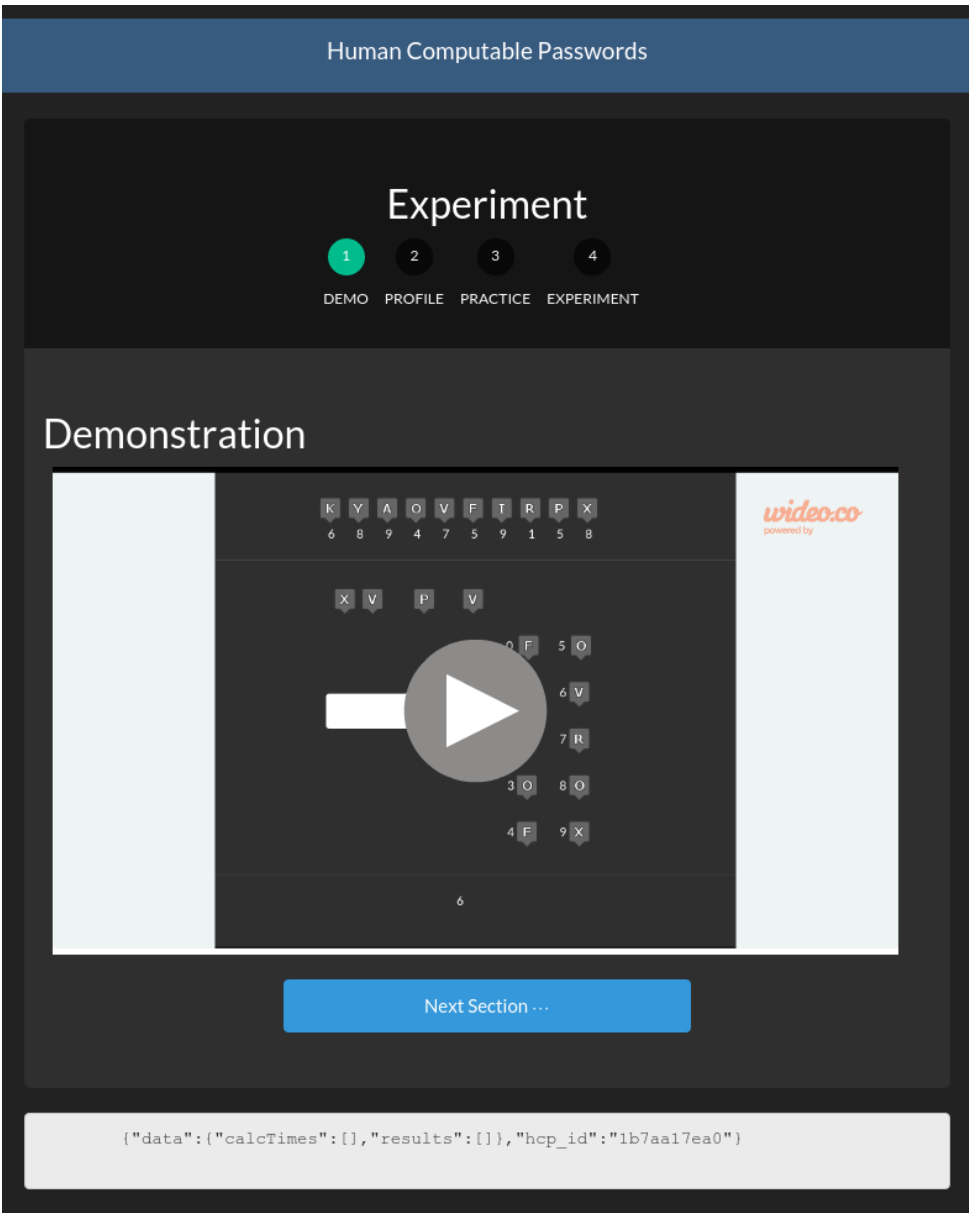 Human Computable Passwords
Experiment
1 2 3 4
DEMO PROFILE PRACTICE EXPERIMENT
Demonstration
K Y A O V F I R P X
6 8 9 4 7 5 9 1 5 8
wideo.co
powered by
X V P V
0 F 5 O
6 V
7 R
3 O 8 O
4 F 9 X
6
Next Section ···
{"data":{"calcTimes":[],"results":[]},"hcp_id":"1b7aa17ea0"}